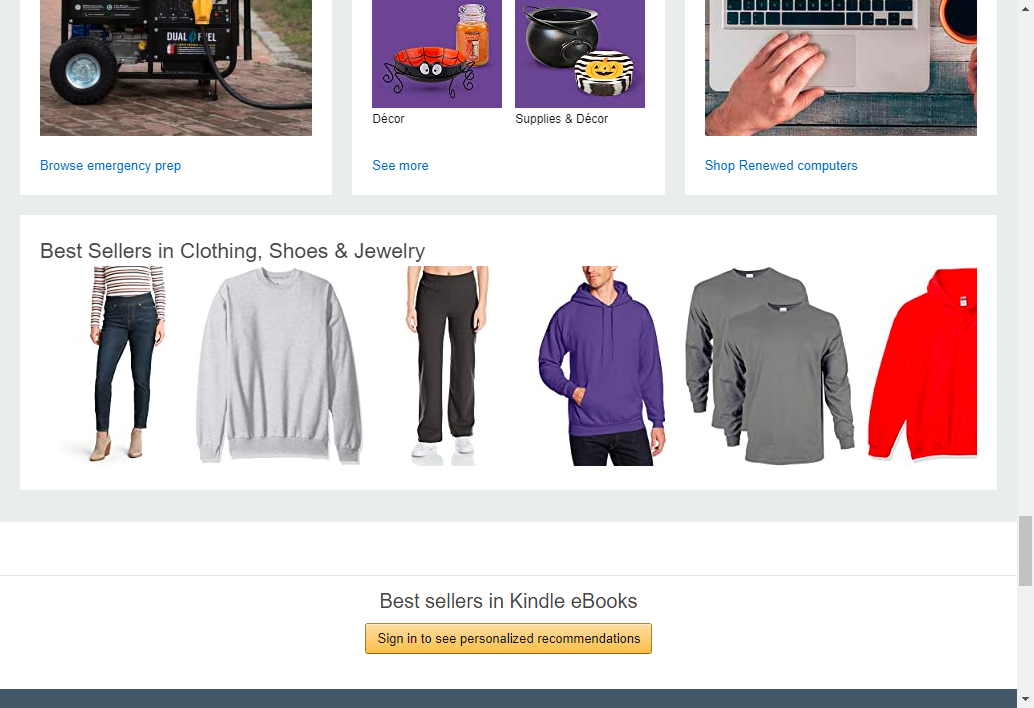 DUAL FUEL
Décor
Supplies & Décor
Browse emergency prep
See more
Shop Renewed computers
Best Sellers in Clothing, Shoes & Jewelry
Best sellers in Kindle eBooks
Sign in to see personalized recommendations